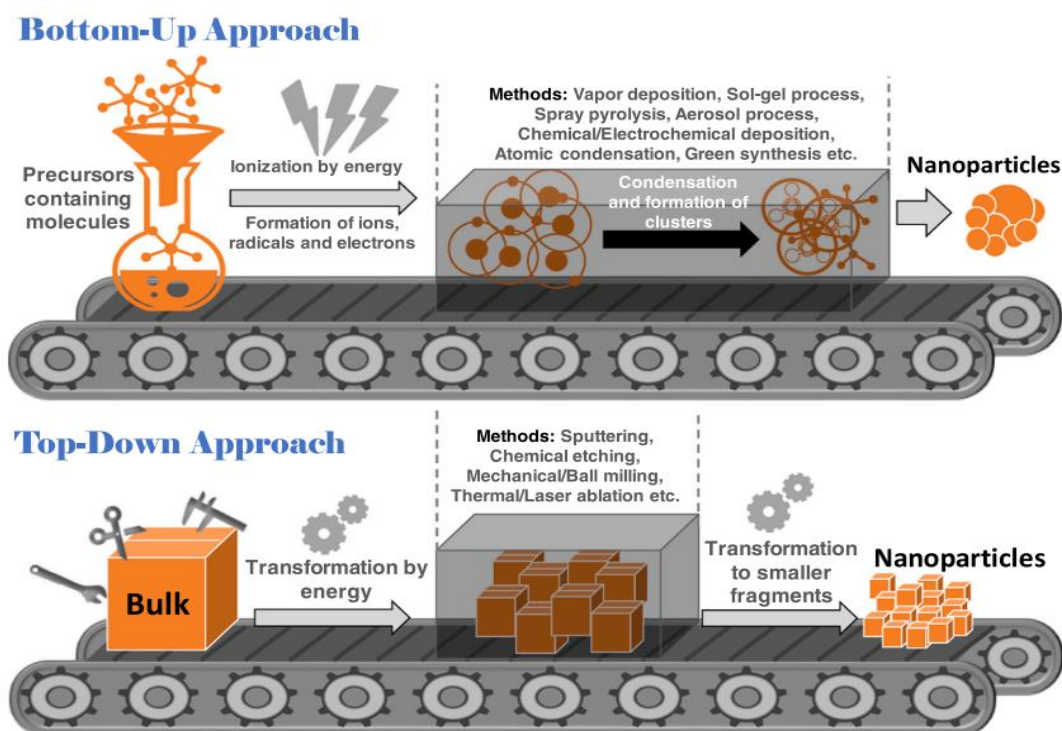 Bottom-Up Approach
Precursors
containing
molecules
Ionization by energy
Formation of ions,
radicals and electrons
Methods: Vapor deposition, Sol-gel process,
Spray pyrolysis, Aerosol process,
Chemical/Electrochemical deposition,
Atomic condensation, Green synthesis etc.
Condensation
and formation of
clusters
Nanoparticles
Top-Down Approach
Bulk
Transformation by
energy
Methods: Sputtering,
Chemical etching,
Mechanical/Ball milling,
Thermal/Laser ablation etc.
Transformation
to smaller
fragments
Nanoparticles